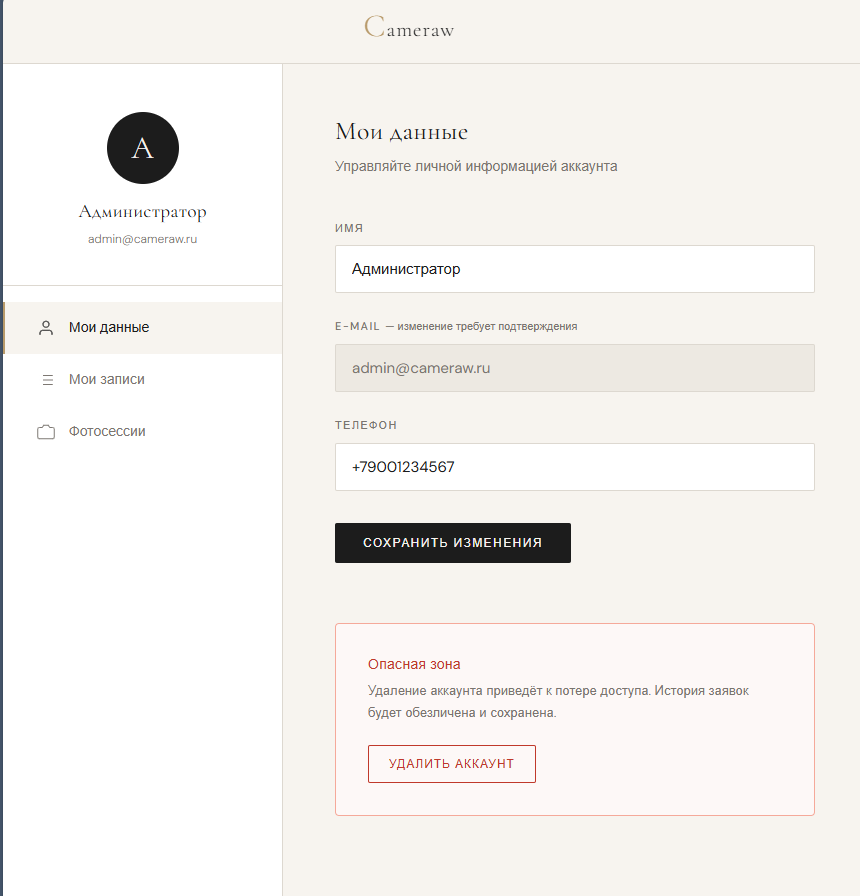 Cameraw
A
Администратор
admin@cameraw.ru
Мои данные
Мои записи
Фотосессии
Мои данные
Управляйте личной информацией аккаунта
ИМЯ
Администратор
E-MAIL — изменение требует подтверждения
admin@cameraw.ru
ТЕЛЕФОН
+79001234567
СОХРАНИТЬ ИЗМЕНЕНИЯ
Опасная зона
Удаление аккаунта приведёт к потере доступа. История заявок
будет обезличена и сохранена.
УДАЛИТЬ АККАУНТ